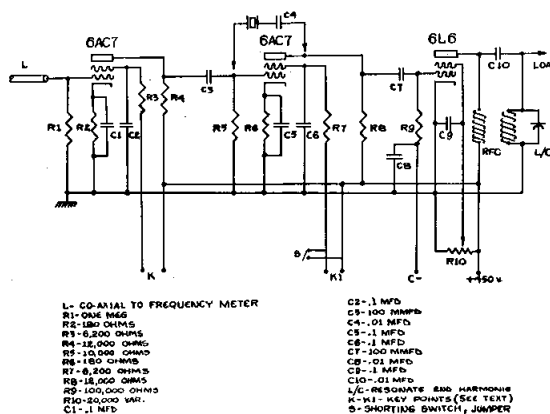 6AC7
C4
6AC7
6L6
L
C10
LOA
C3
C7
R3
R4
R1
R2
C1
C2
R5
R6
C5
C6
R7
R8
R9
C9
C8
RFC
L/C
R10
S
K
K1
C-
+450 V.
L- CO-AXIAL TO FREQUENCY METER
R1-ONE MEG
R2-180 OHMS
R3-6,200 OHMS
R4-12,000 OHMS
R5-10,000 OHMS
R6-180 OHMS
R7-6,200 OHMS
R8-12,000 OHMS
R9-100,000 OHMS
R10-20,000 VAR.
C1-.1 MFD
C2-.1 MFD
C3-100 MMFD
C4-.01 MFD
C5-.1 MFD
C6-.1 MFD
C7-100 MMFD
C8-.01 MFD
C9-.1 MFD
C10-.01 MFD
L/C-RESONATE 2ND HARMONIC
K-K1- KEY POINTS (SEE TEXT)
S-SHORTING SWITCH, JUMPER